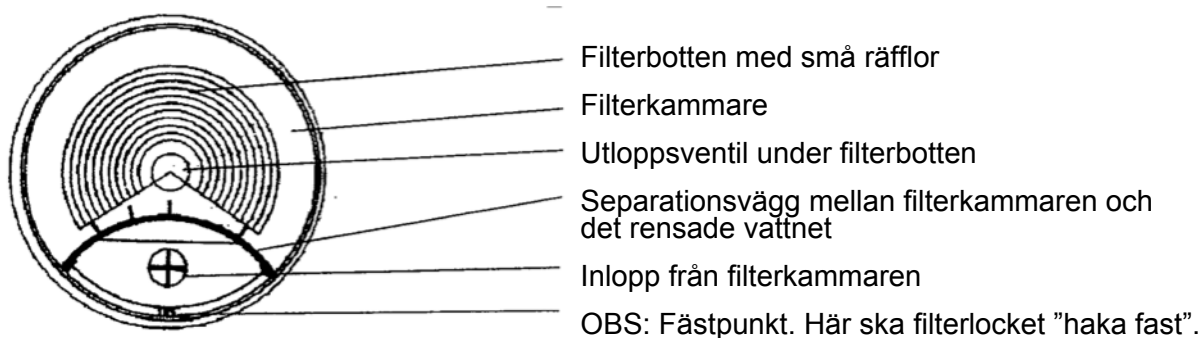 Filterbotten med små räfflor
Filterkammare
Utloppsventil under filterbotten
Separationsvägg mellan filterkammaren och
det rensade vattnet
Inlopp från filterkammaren
OBS: Fästpunkt. Här ska filterlocket ”haka fast”.